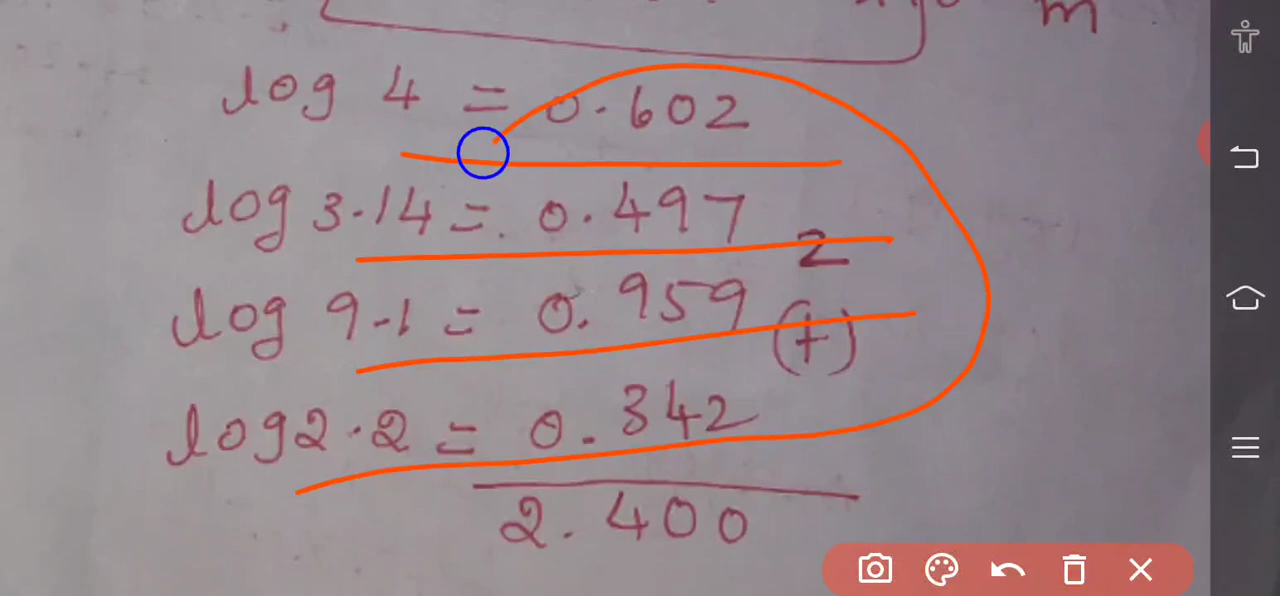 m
log 4 = 0.602
log 3.14 = 0.497
2
log 9.1 = 0.959
(+)
log 2.2 = 0.342
2.400